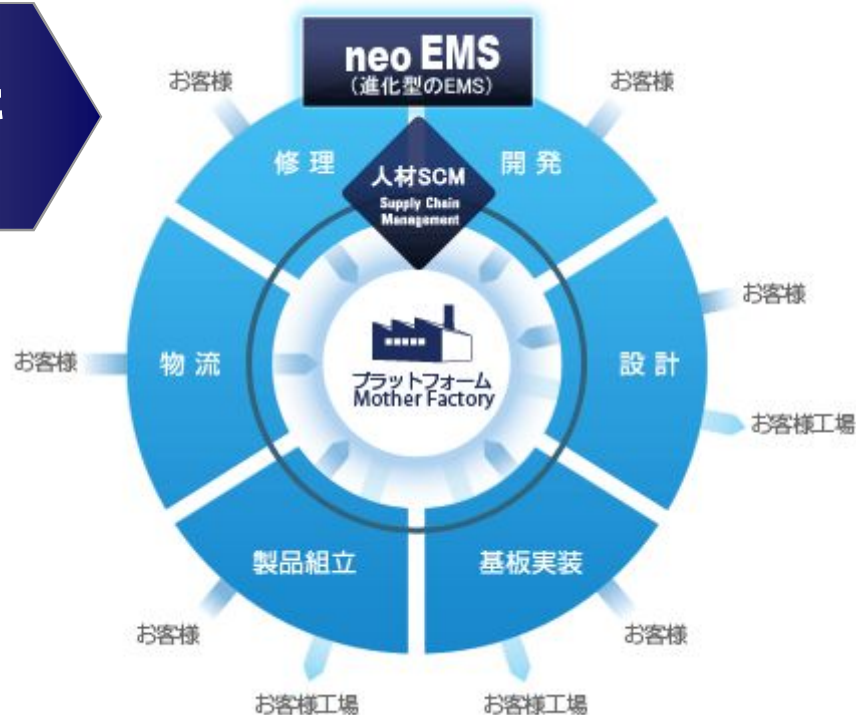 neo EMS
（進化型のEMS）
お客様
お客様
修理
開発
人材SCM
Supply Chain
Management
お客様
お客様
物流
設計
プラットフォーム
Mother Factory
お客様工場
製品組立
基板実装
お客様
お客様
お客様工場
お客様工場